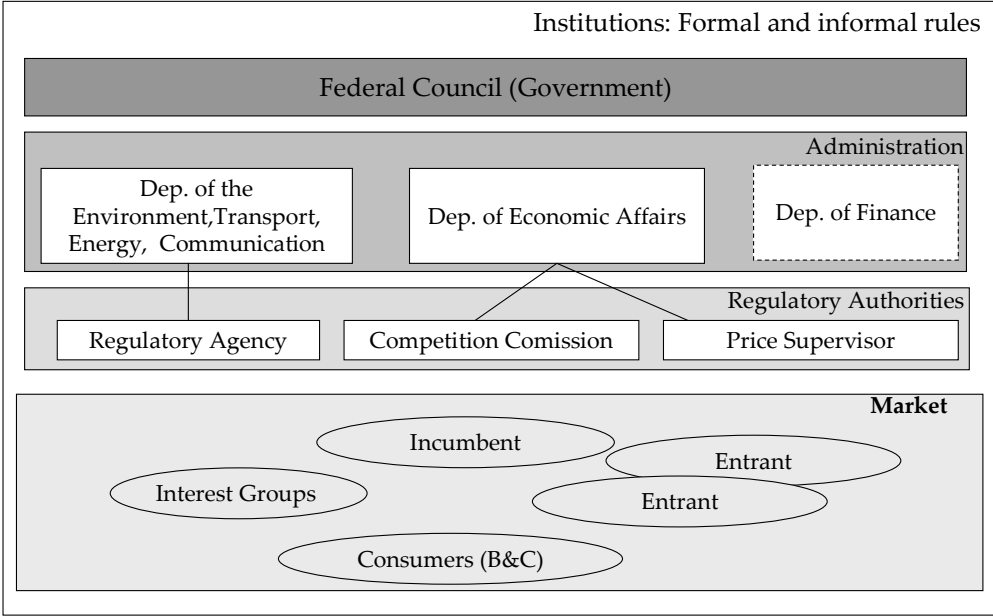 Institutions: Formal and informal rules
Federal Council (Government)
Administration
Dep. of the
Environment,Transport,
Energy,  Communication
Dep. of Economic Affairs
Dep. of Finance
Regulatory Authorities
Regulatory Agency
Competition Comission
Price Supervisor
Market
Incumbent
Entrant
Interest Groups
Entrant
Consumers (B&C)